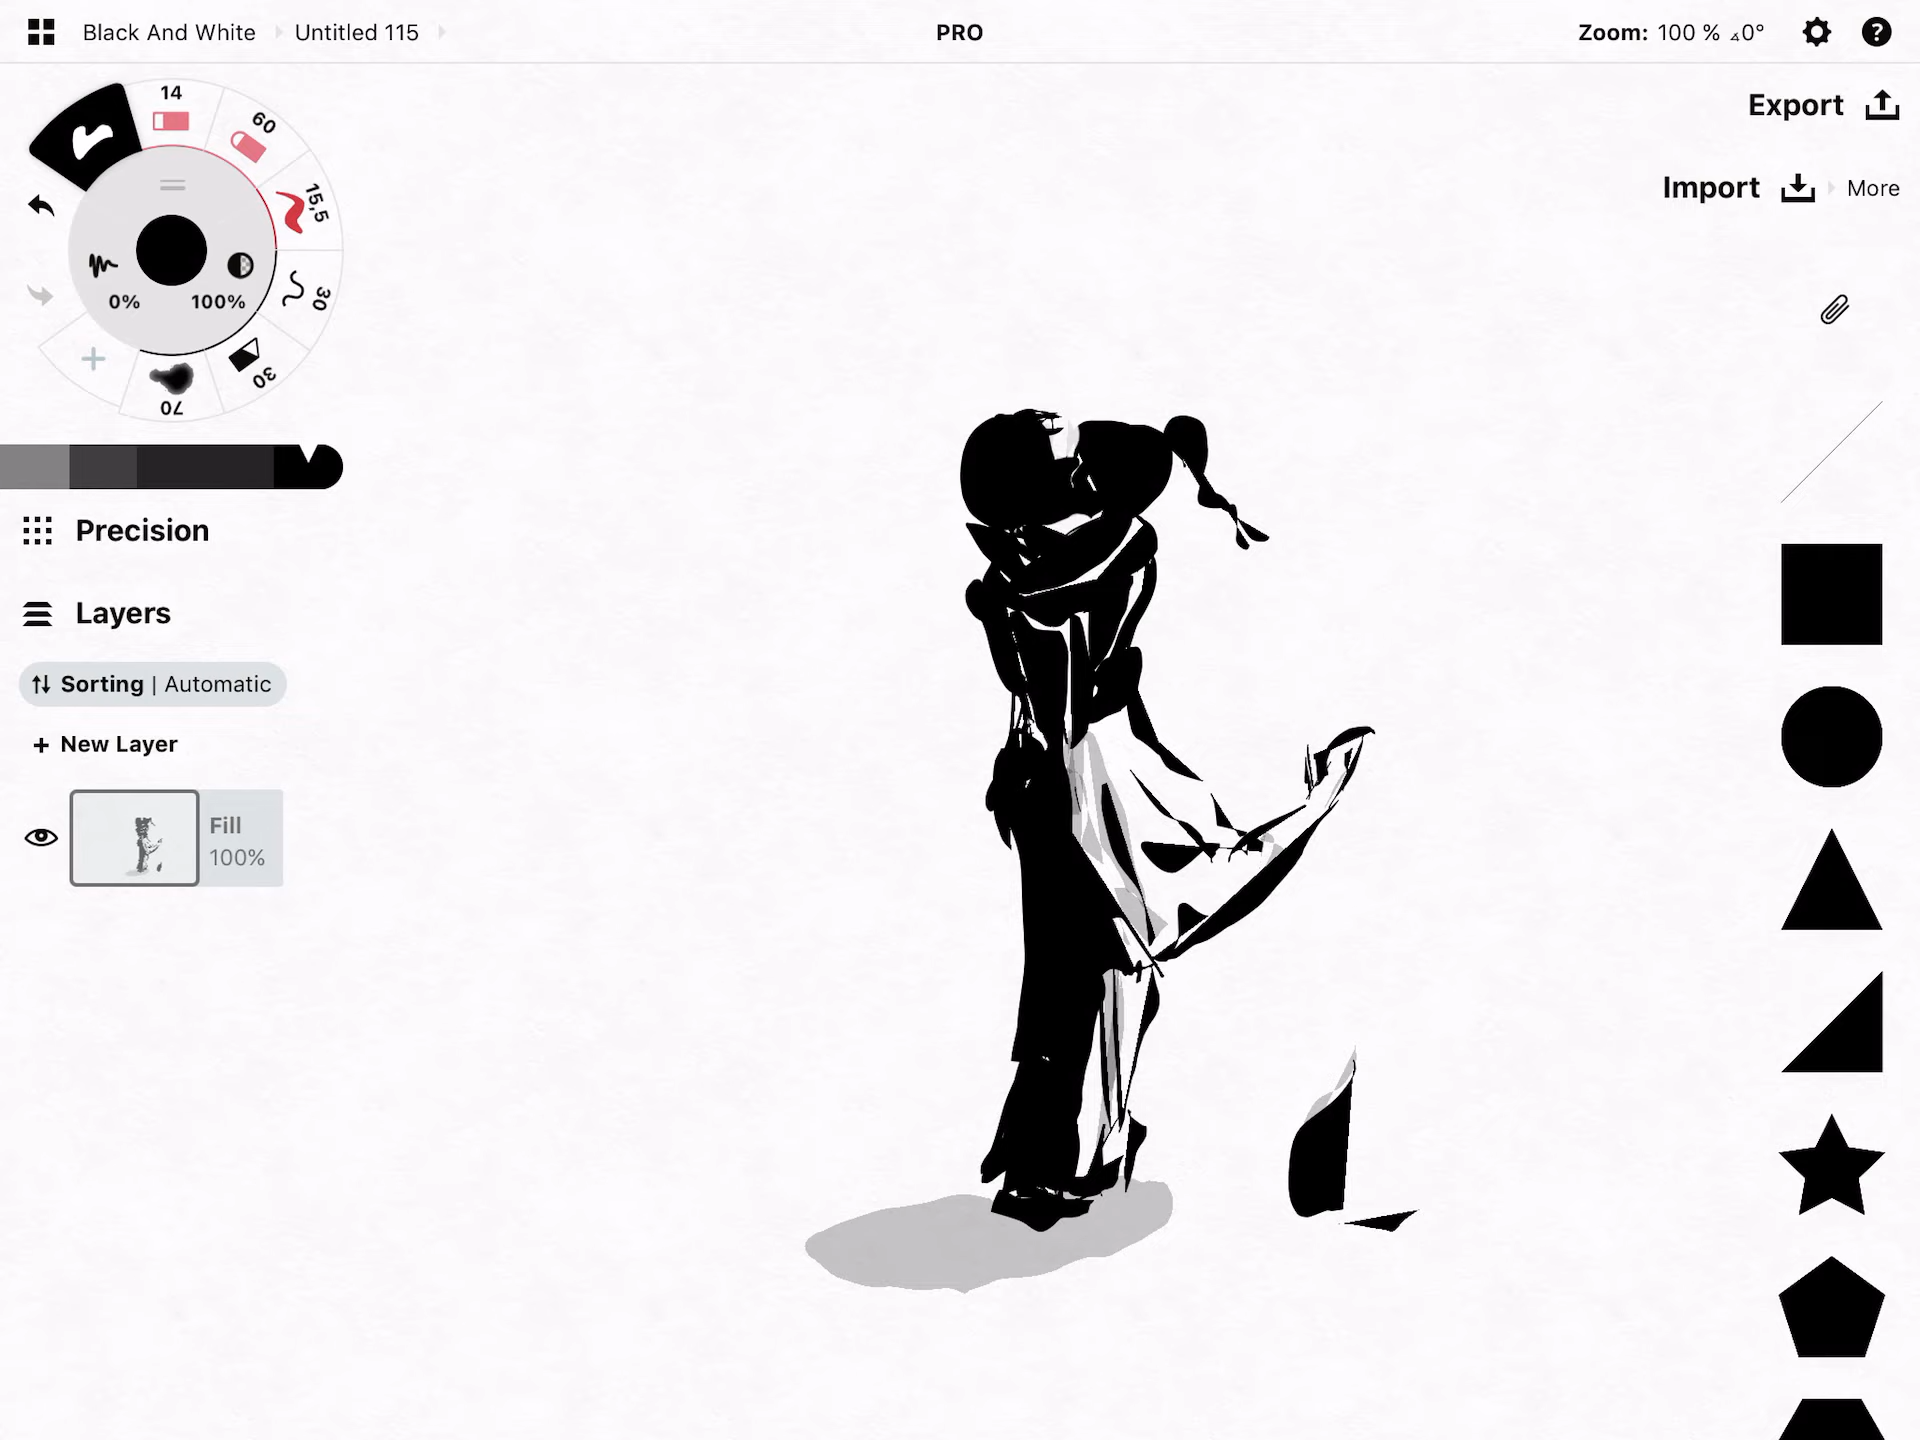 Black And White
Untitled 115
PRO
Zoom: 100 % ⦟0°
?
Export
Import
More
14
60
15,5
30
30
70
0%
100%
Precision
Layers
Sorting | Automatic
+ New Layer
Fill
100%